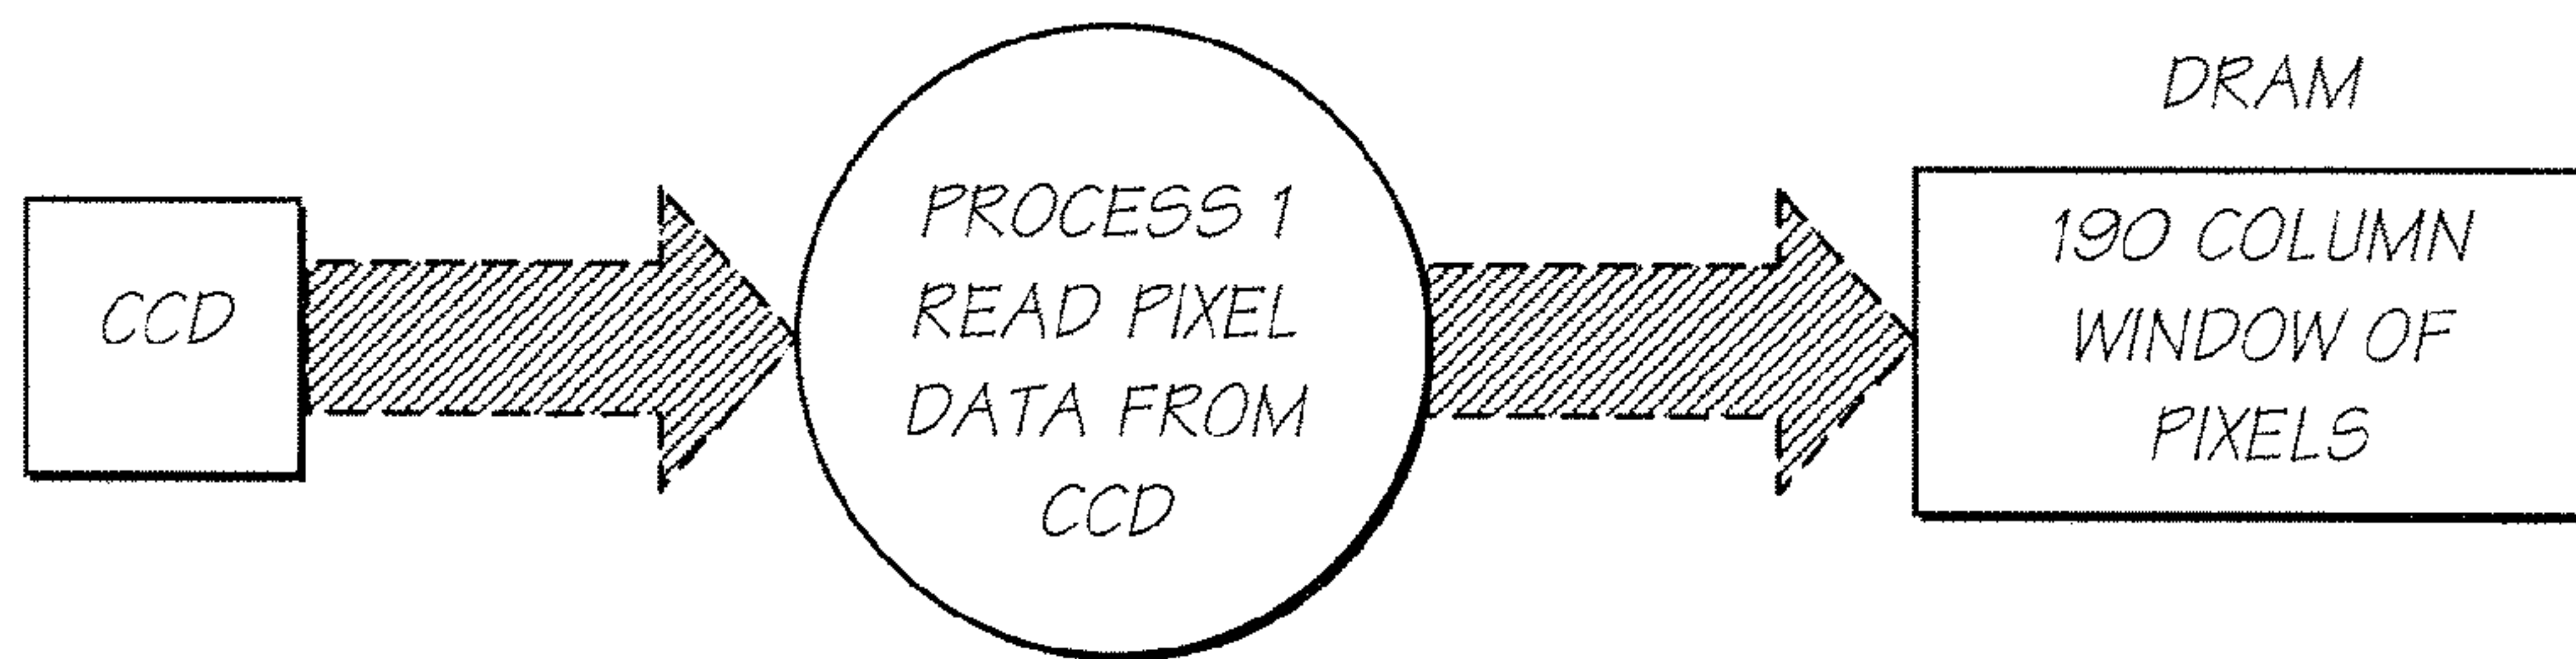 CCD
PROCESS 1
READ PIXEL
DATA FROM
CCD
DRAM
190 COLUMN
WINDOW OF
PIXELS